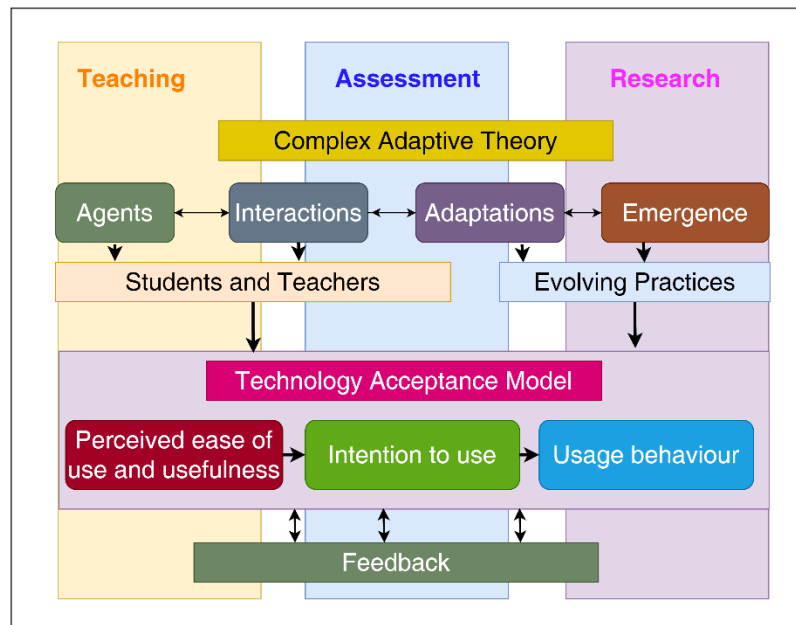 Teaching
Assessment
Research
Complex Adaptive Theory
Agents
Interactions
Adaptations
Emergence
Students and Teachers
Evolving Practices
Technology Acceptance Model
Perceived ease of
use and usefulness
Intention to use
Usage behaviour
Feedback